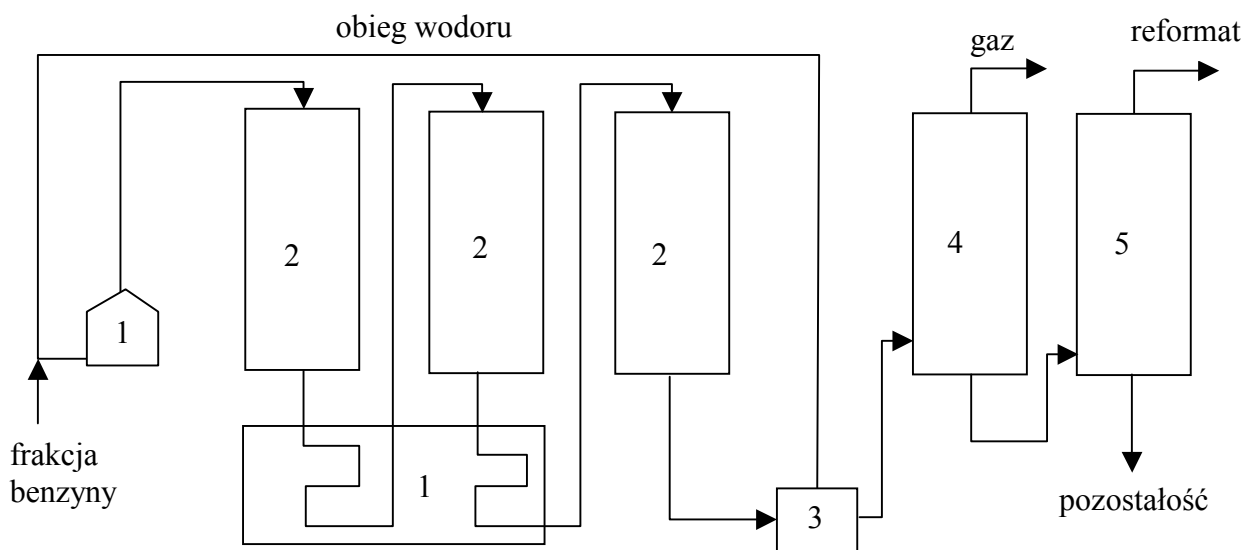 obieg wodoru
gaz
reformat
2
2
2
4
5
1
frakcja
benzyny
1
3
pozostałość